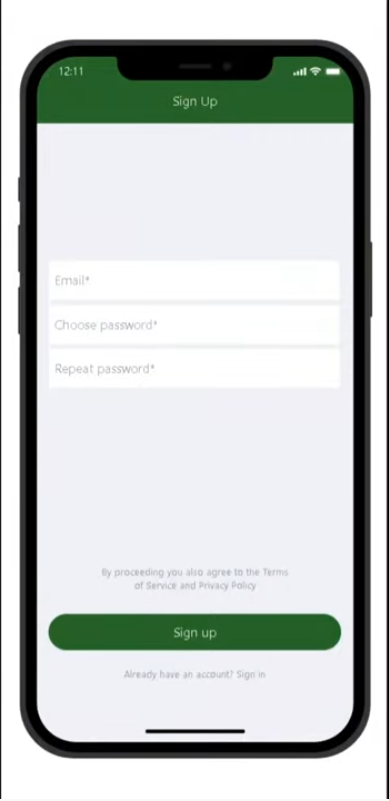 12:11
Sign Up
Email*
Choose password*
Repeat password*
By proceeding you also agree to the Terms
of Service and Privacy Policy
Sign up
Already have an account? Sign in